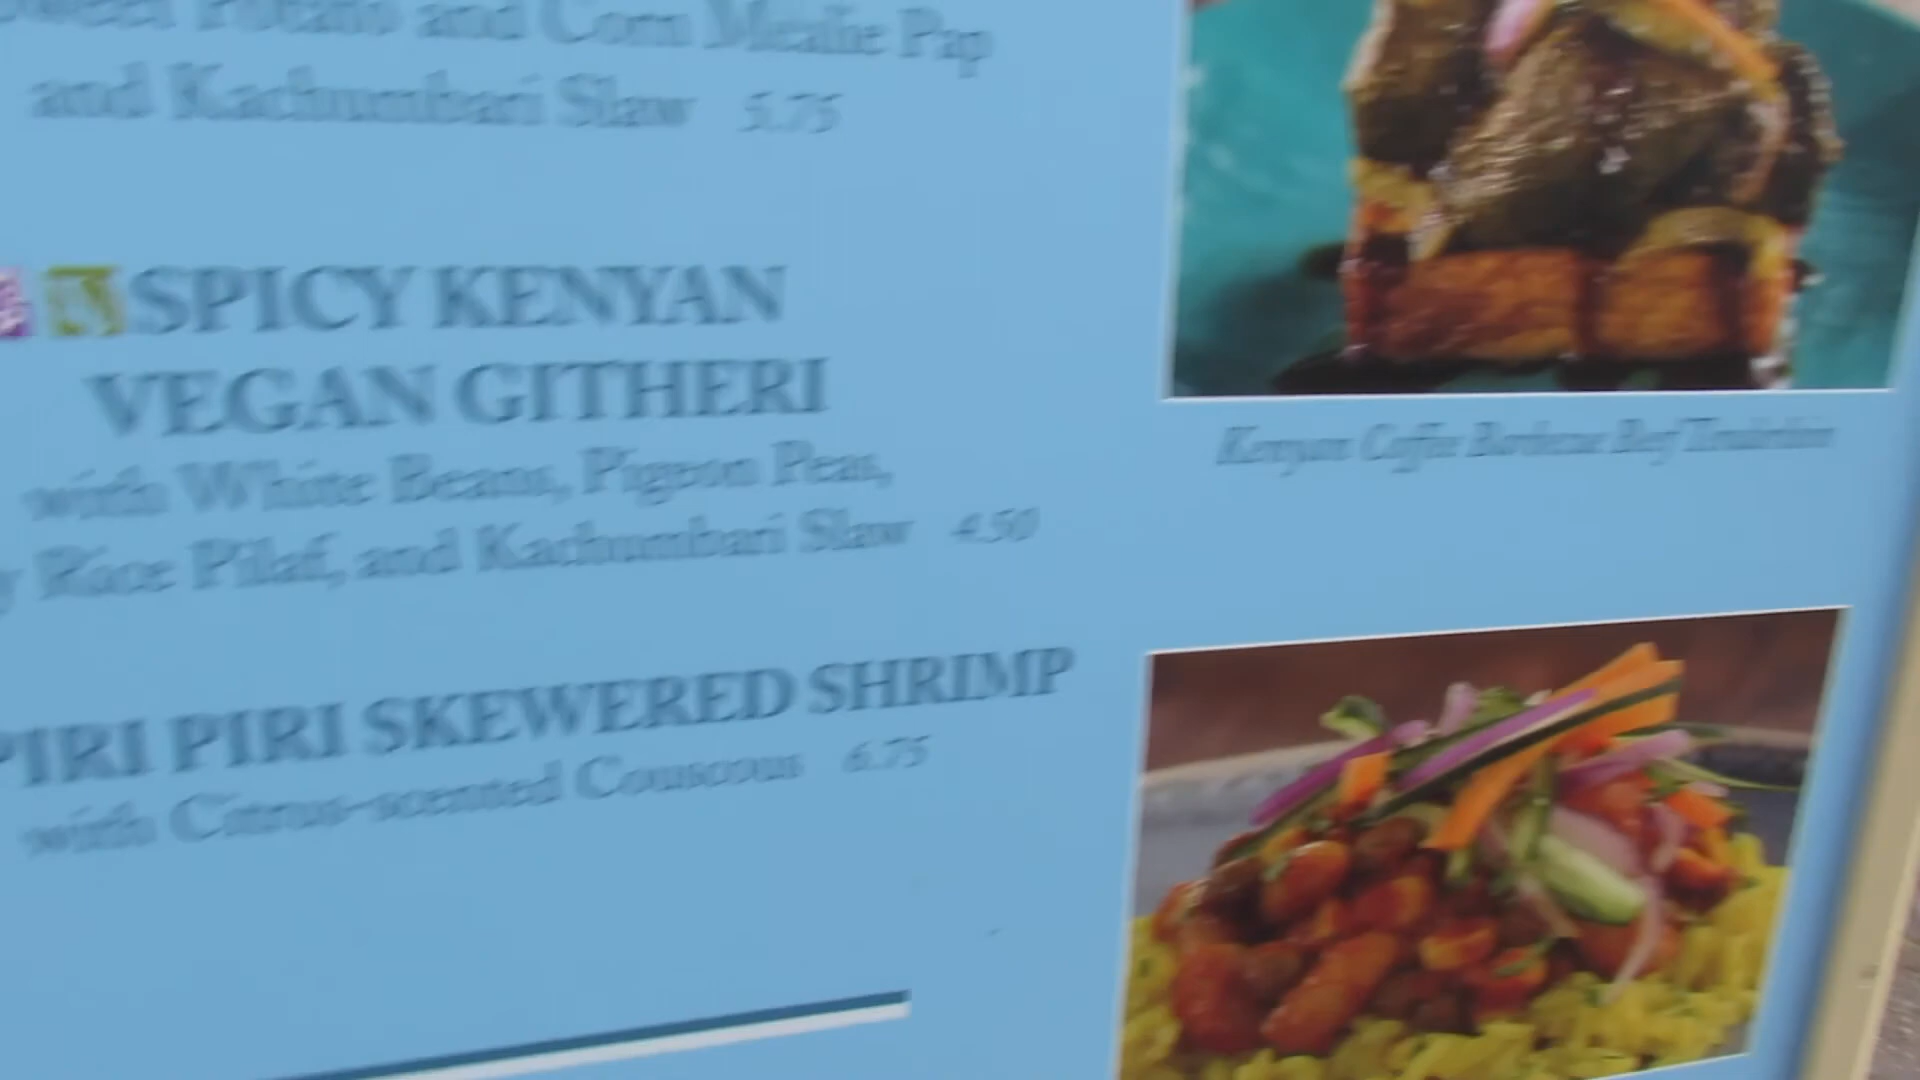 Sweet Potato and Corn Mealie Pap
and Kachumbari Slaw 5.75
SPICY KENYAN
VEGAN GITHERI
with White Beans, Pigeon Peas,
Rice Pilaf, and Kachumbari Slaw 4.50
PIRI PIRI SKEWERED SHRIMP
with Citrus-scented Couscous 6.75
Kenyan Coffee Barbecue Beef Tenderloin